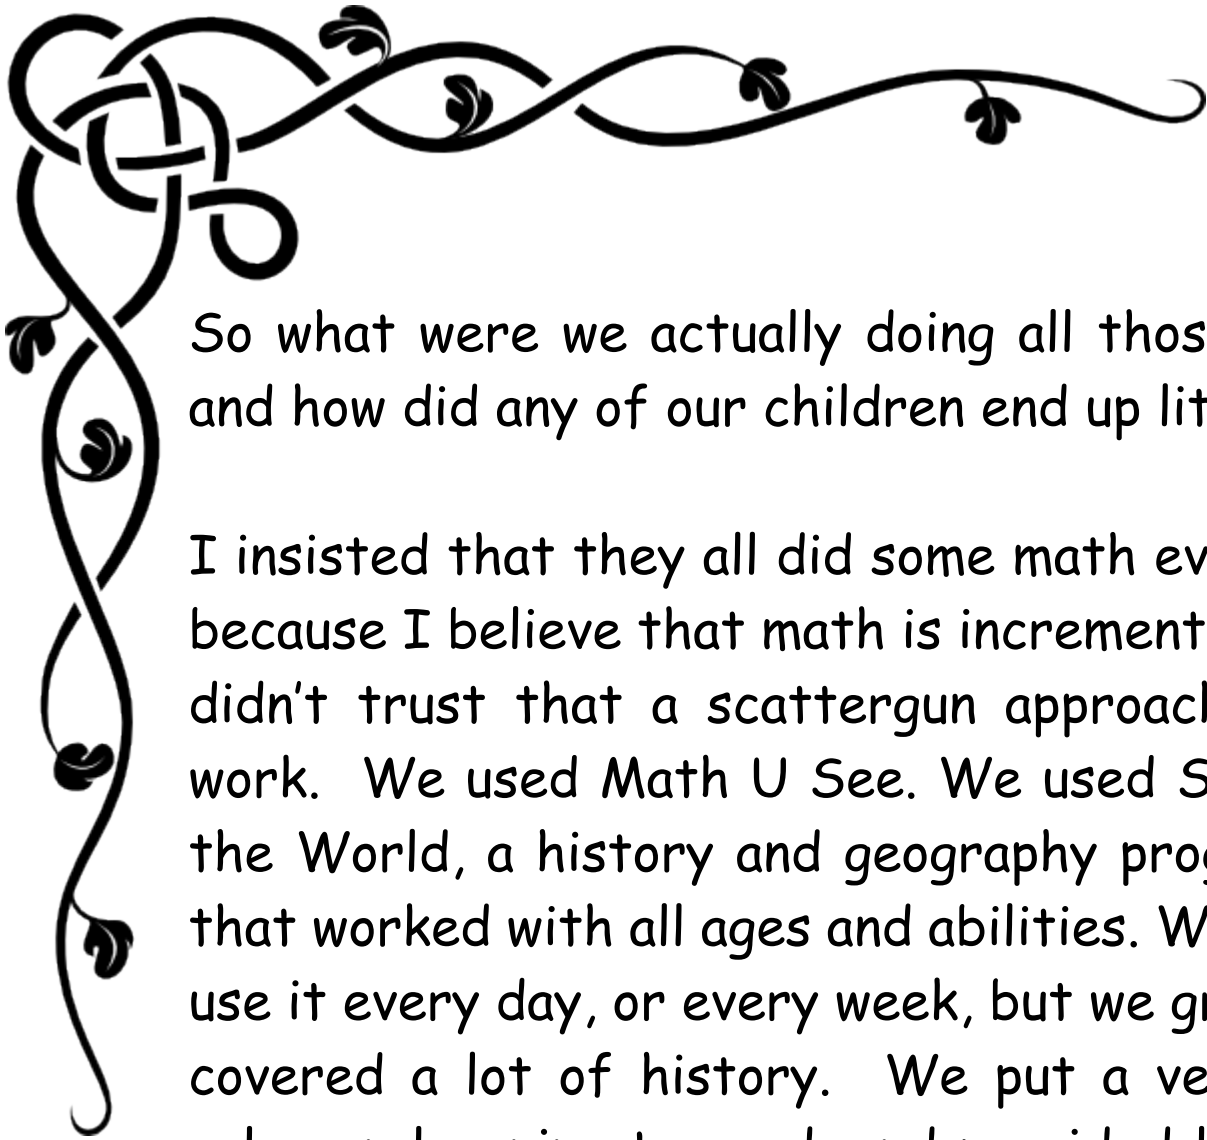 So what were we actually doing all thos
and how did any of our children end up lit
I insisted that they all did some math ev
because I believe that math is increment
didn't trust that a scattergun approach
work. We used Math U See. We used S
the World, a history and geography prog
that worked with all ages and abilities. W
use it every day, or every week, but we gr
covered a lot of history. We put a ve